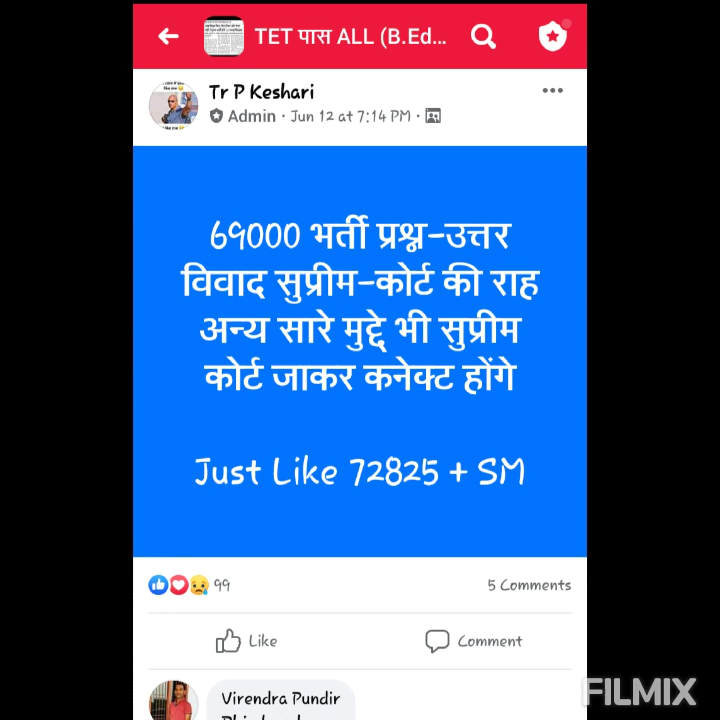 TET पास ALL (B.Ed...
Tr P Keshari
Admin · Jun 12 at 7:14 PM ·
69000 भर्ती प्रश्न-उत्तर
विवाद सुप्रीम-कोर्ट की राह
अन्य सारे मुद्दे भी सुप्रीम
कोर्ट जाकर कनेक्ट होंगे
Just Like 72825 + SM
99
5 Comments
Like
Comment
Virendra Pundir
FILMIX